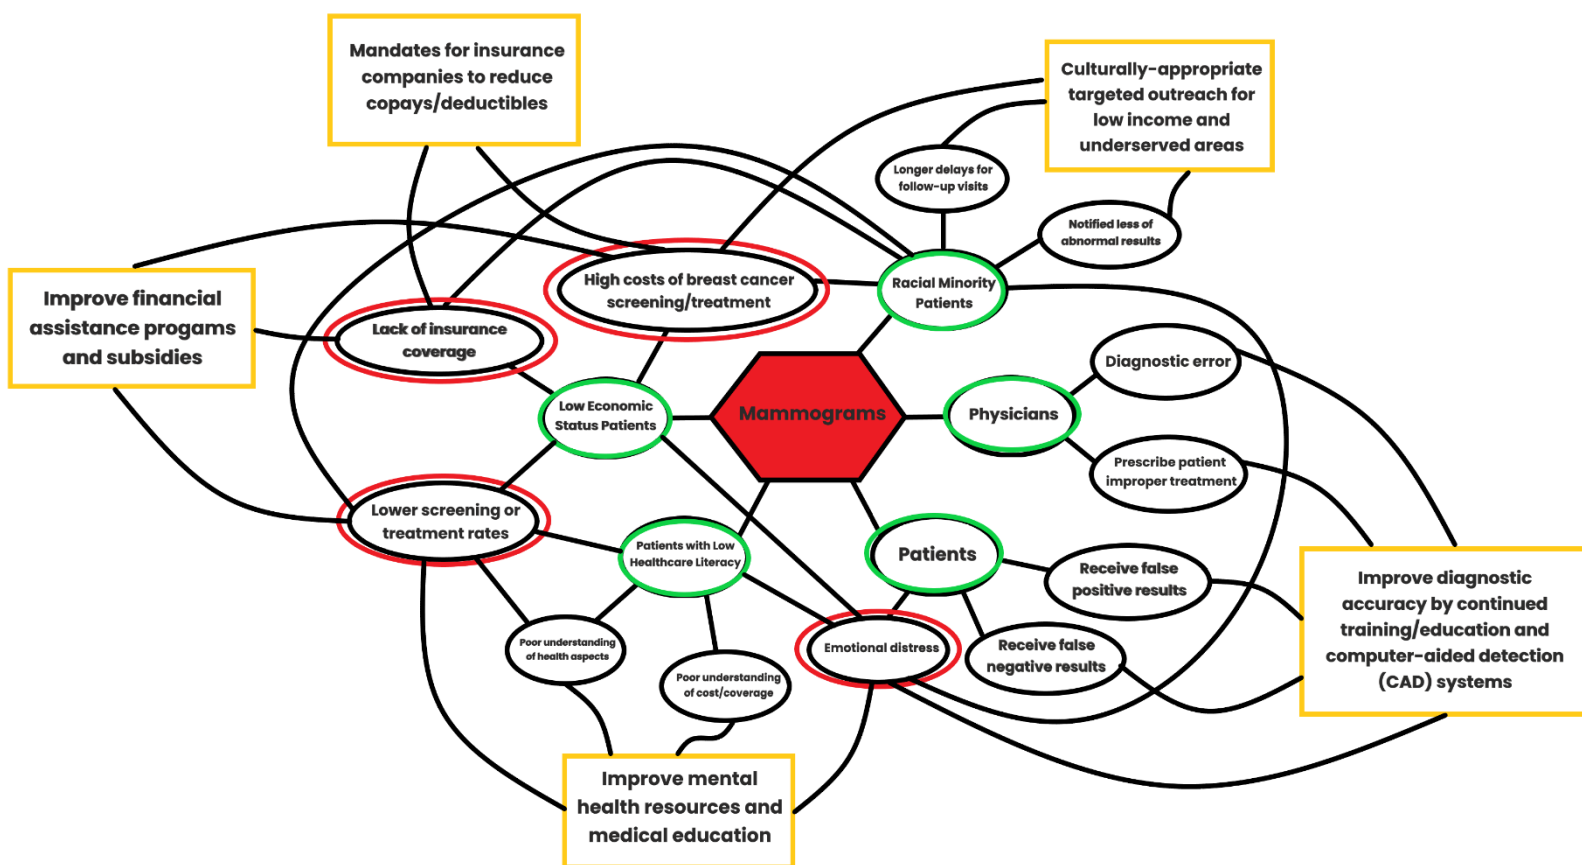 Mandates for insurance
companies to reduce
copays/deductibles
Culturally-appropriate
targeted outreach for
low income and
underserved areas
Longer delays for
follow-up visits
Notified less of
abnormal results
Improve financial
assistance progams
and subsidies
High costs of breast cancer
screening/treatment
Racial Minority
Patients
Lack of insurance
coverage
Diagnostic error
Low Economic
Status Patients
Mammograms
Physicians
Prescribe patient
improper treatment
Lower screening or
treatment rates
Patients with Low
Healthcare Literacy
Patients
Receive false
positive results
Improve diagnostic
accuracy by continued
training/education and
computer-aided detection
(CAD) systems
Poor understanding
of health aspects
Emotional distress
Receive false
negative results
Poor understanding
of cost/coverage
Improve mental
health resources and
medical education